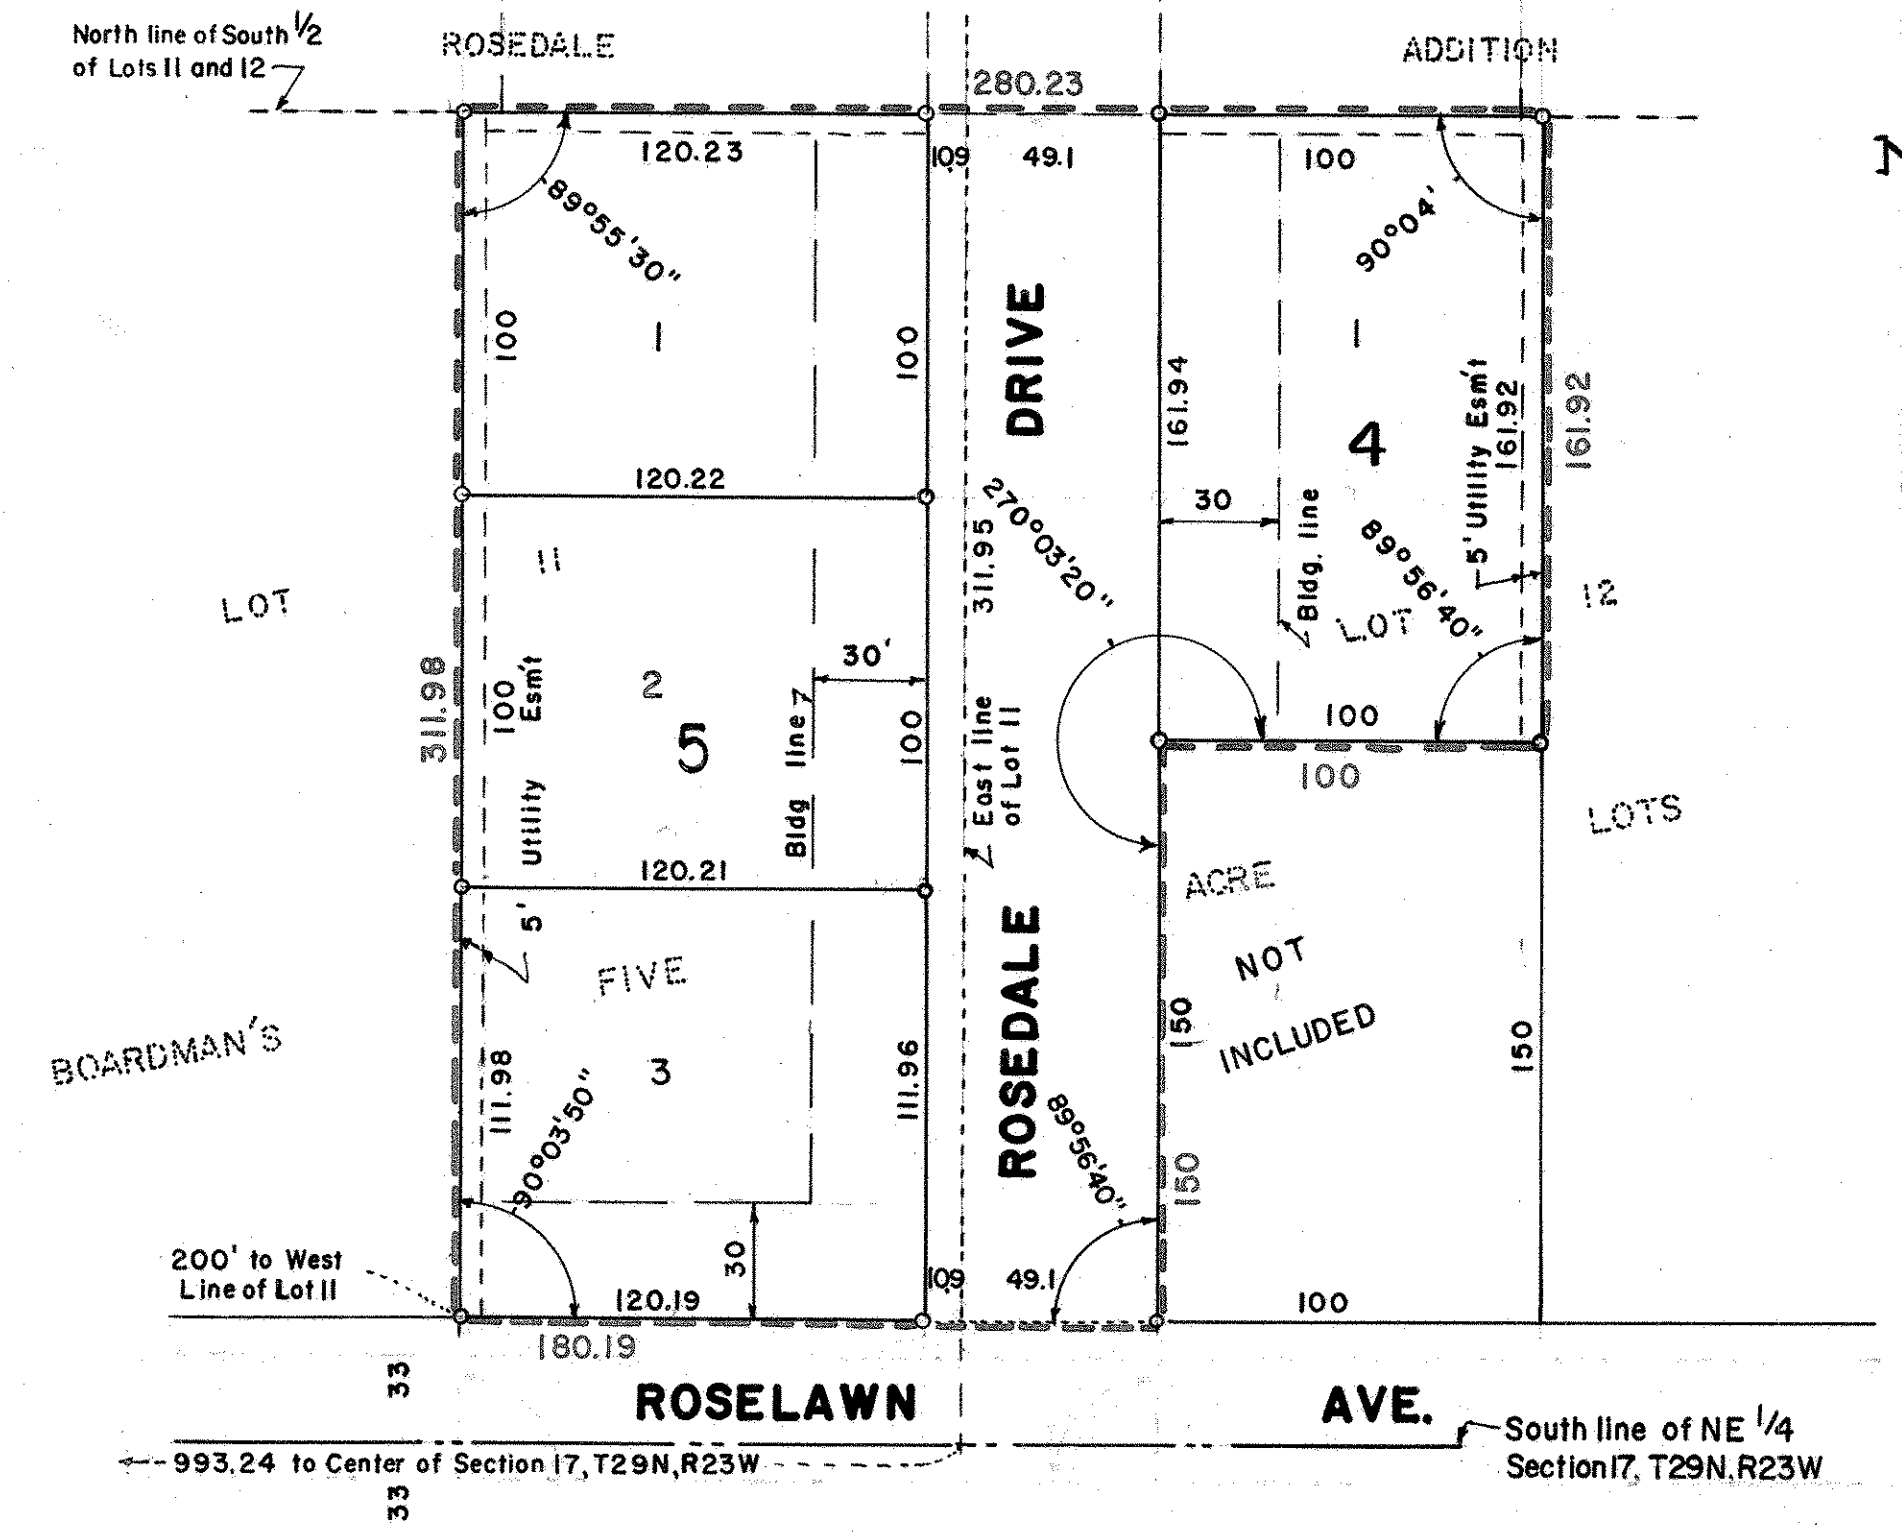 North line of South 1/2
of Lots 11 and 12
ROSEDALE
ADDITION
280.23
120.23
10.9
49.1
100
89°55'30"
90°04'
100
1
100
DRIVE
161.94
1
4
5' Utility Esm't
161.92
161.92
120.22
270°03'20"
30
Bldg. line
89°56'40"
11
311.95
LOT
LOT
12
311.98
100
Utility Esm't
5'
2
5
30'
Bldg line
100
East line
of Lot 11
100
100
LOTS
120.21
ACRE
NOT
INCLUDED
FIVE
ROSEDALE
BOARDMAN'S
111.98
3
111.96
150
150
90°03'50"
89°56'40"
150
200' to West
Line of Lot 11
30
10.9
49.1
120.19
100
180.19
33
ROSELAWN
AVE.
South line of NE 1/4
Section 17, T29N, R23W
993.24 to Center of Section 17, T29N, R23W
33